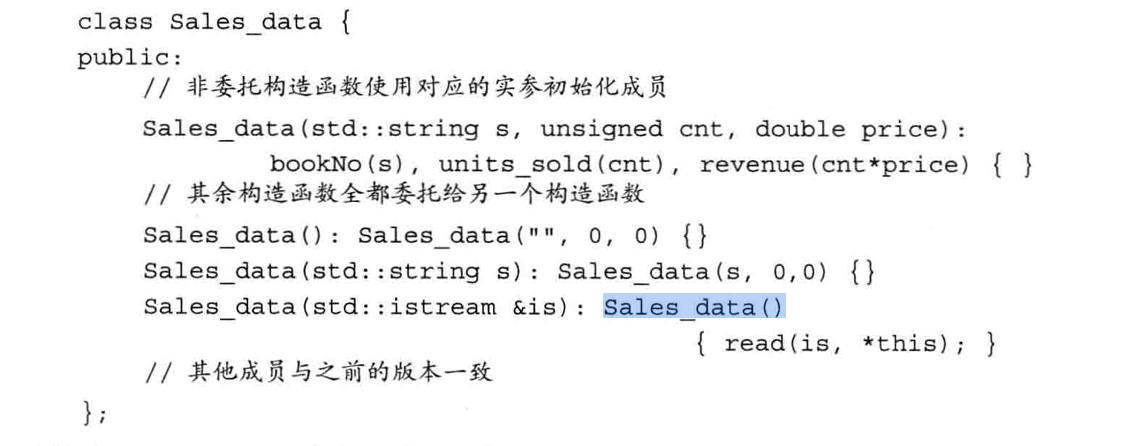 class Sales_data {
public:
// 非委托构造函数使用对应的实参初始化成员
Sales_data(std::string s, unsigned cnt, double price):
bookNo(s), units_sold(cnt), revenue(cnt*price) { }
// 其余构造函数全都委托给另一个构造函数
Sales_data(): Sales_data("", 0, 0) {}
Sales_data(std::string s): Sales_data(s, 0,0) {}
Sales_data(std::istream &is): Sales_data()
{ read(is, *this); }
// 其他成员与之前的版本一致
};